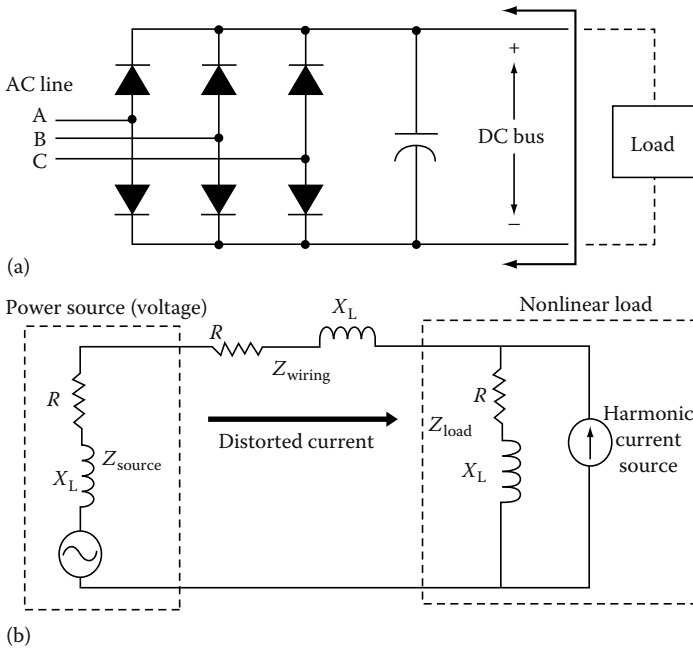 AC line
A
B
C
+
DC bus
−
Load
(a)
Power source (voltage)
Nonlinear load
R
X_L
Z_wiring
R
Z_source
X_L
Distorted current
R
Z_load
X_L
Harmonic
current
source
(b)